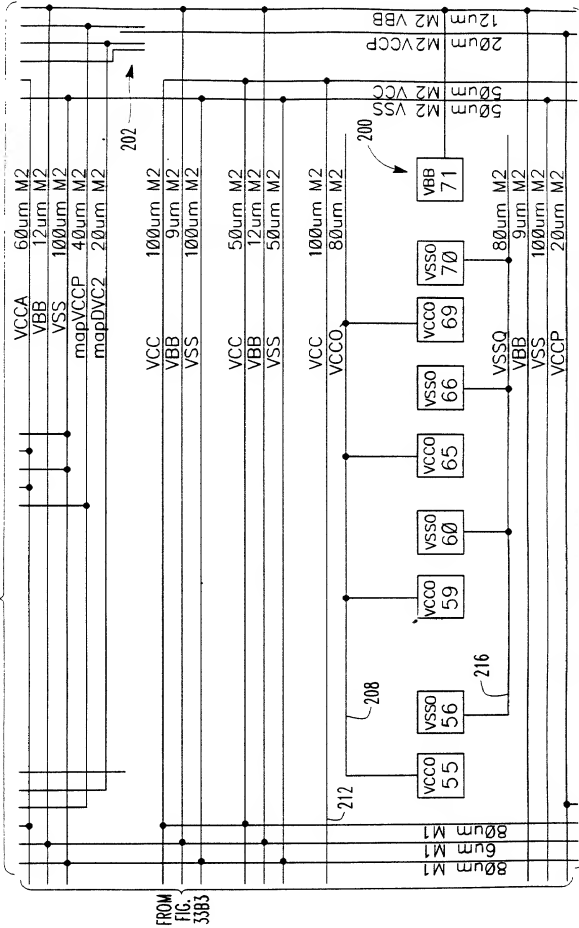 12um M2 VBB
20um M2VCCP
50um M2 VCC
50um M2 VSS
202
200
VCCA 60um M2
VBB 12um M2
VSS 100um M2
mapVCCP 40um M2
mapDVC2 20um M2
VCC 100um M2
VBB 9um M2
VSS 100um M2
VCC 50um M2
VBB 12um M2
VSS 50um M2
VCC 100um M2
VCCQ 80um M2
208
212
VCCQ 55
VSSQ 56
VCCQ 59
VSSQ 60
VCCQ 65
VSSQ 66
VCCQ 69
VSSQ 70
VBB 71
216
VSSQ 80um M2
VBB 9um M2
VSS 100um M2
VCCP 20um M2
80um M1
6um M1
80um M1
FROM
FIG.
33B3